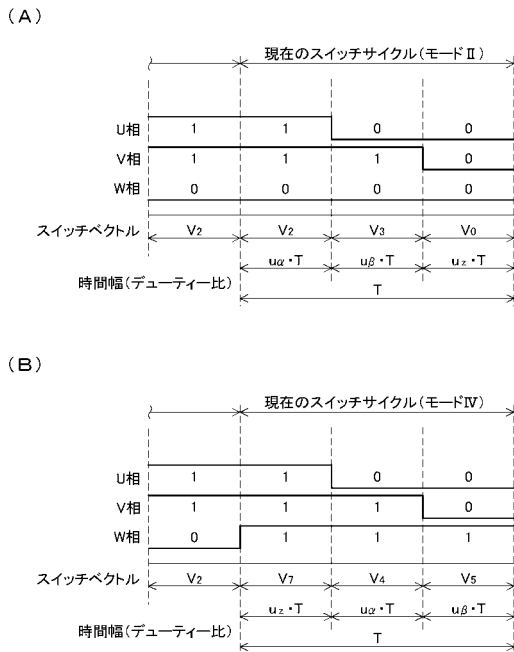 (A)
現在のスイッチサイクル(モードⅡ)
U相 1 1 0 0
V相 1 1 1 0
W相 0 0 0 0
スイッチベクトル V2 V2 V3 V0
uα・T uβ・T uz・T
時間幅(デューティー比)
T
(B)
現在のスイッチサイクル(モードⅣ)
U相 1 1 0 0
V相 1 1 1 0
W相 0 1 1 1
スイッチベクトル V2 V7 V4 V5
uz・T uα・T uβ・T
時間幅(デューティー比)
T